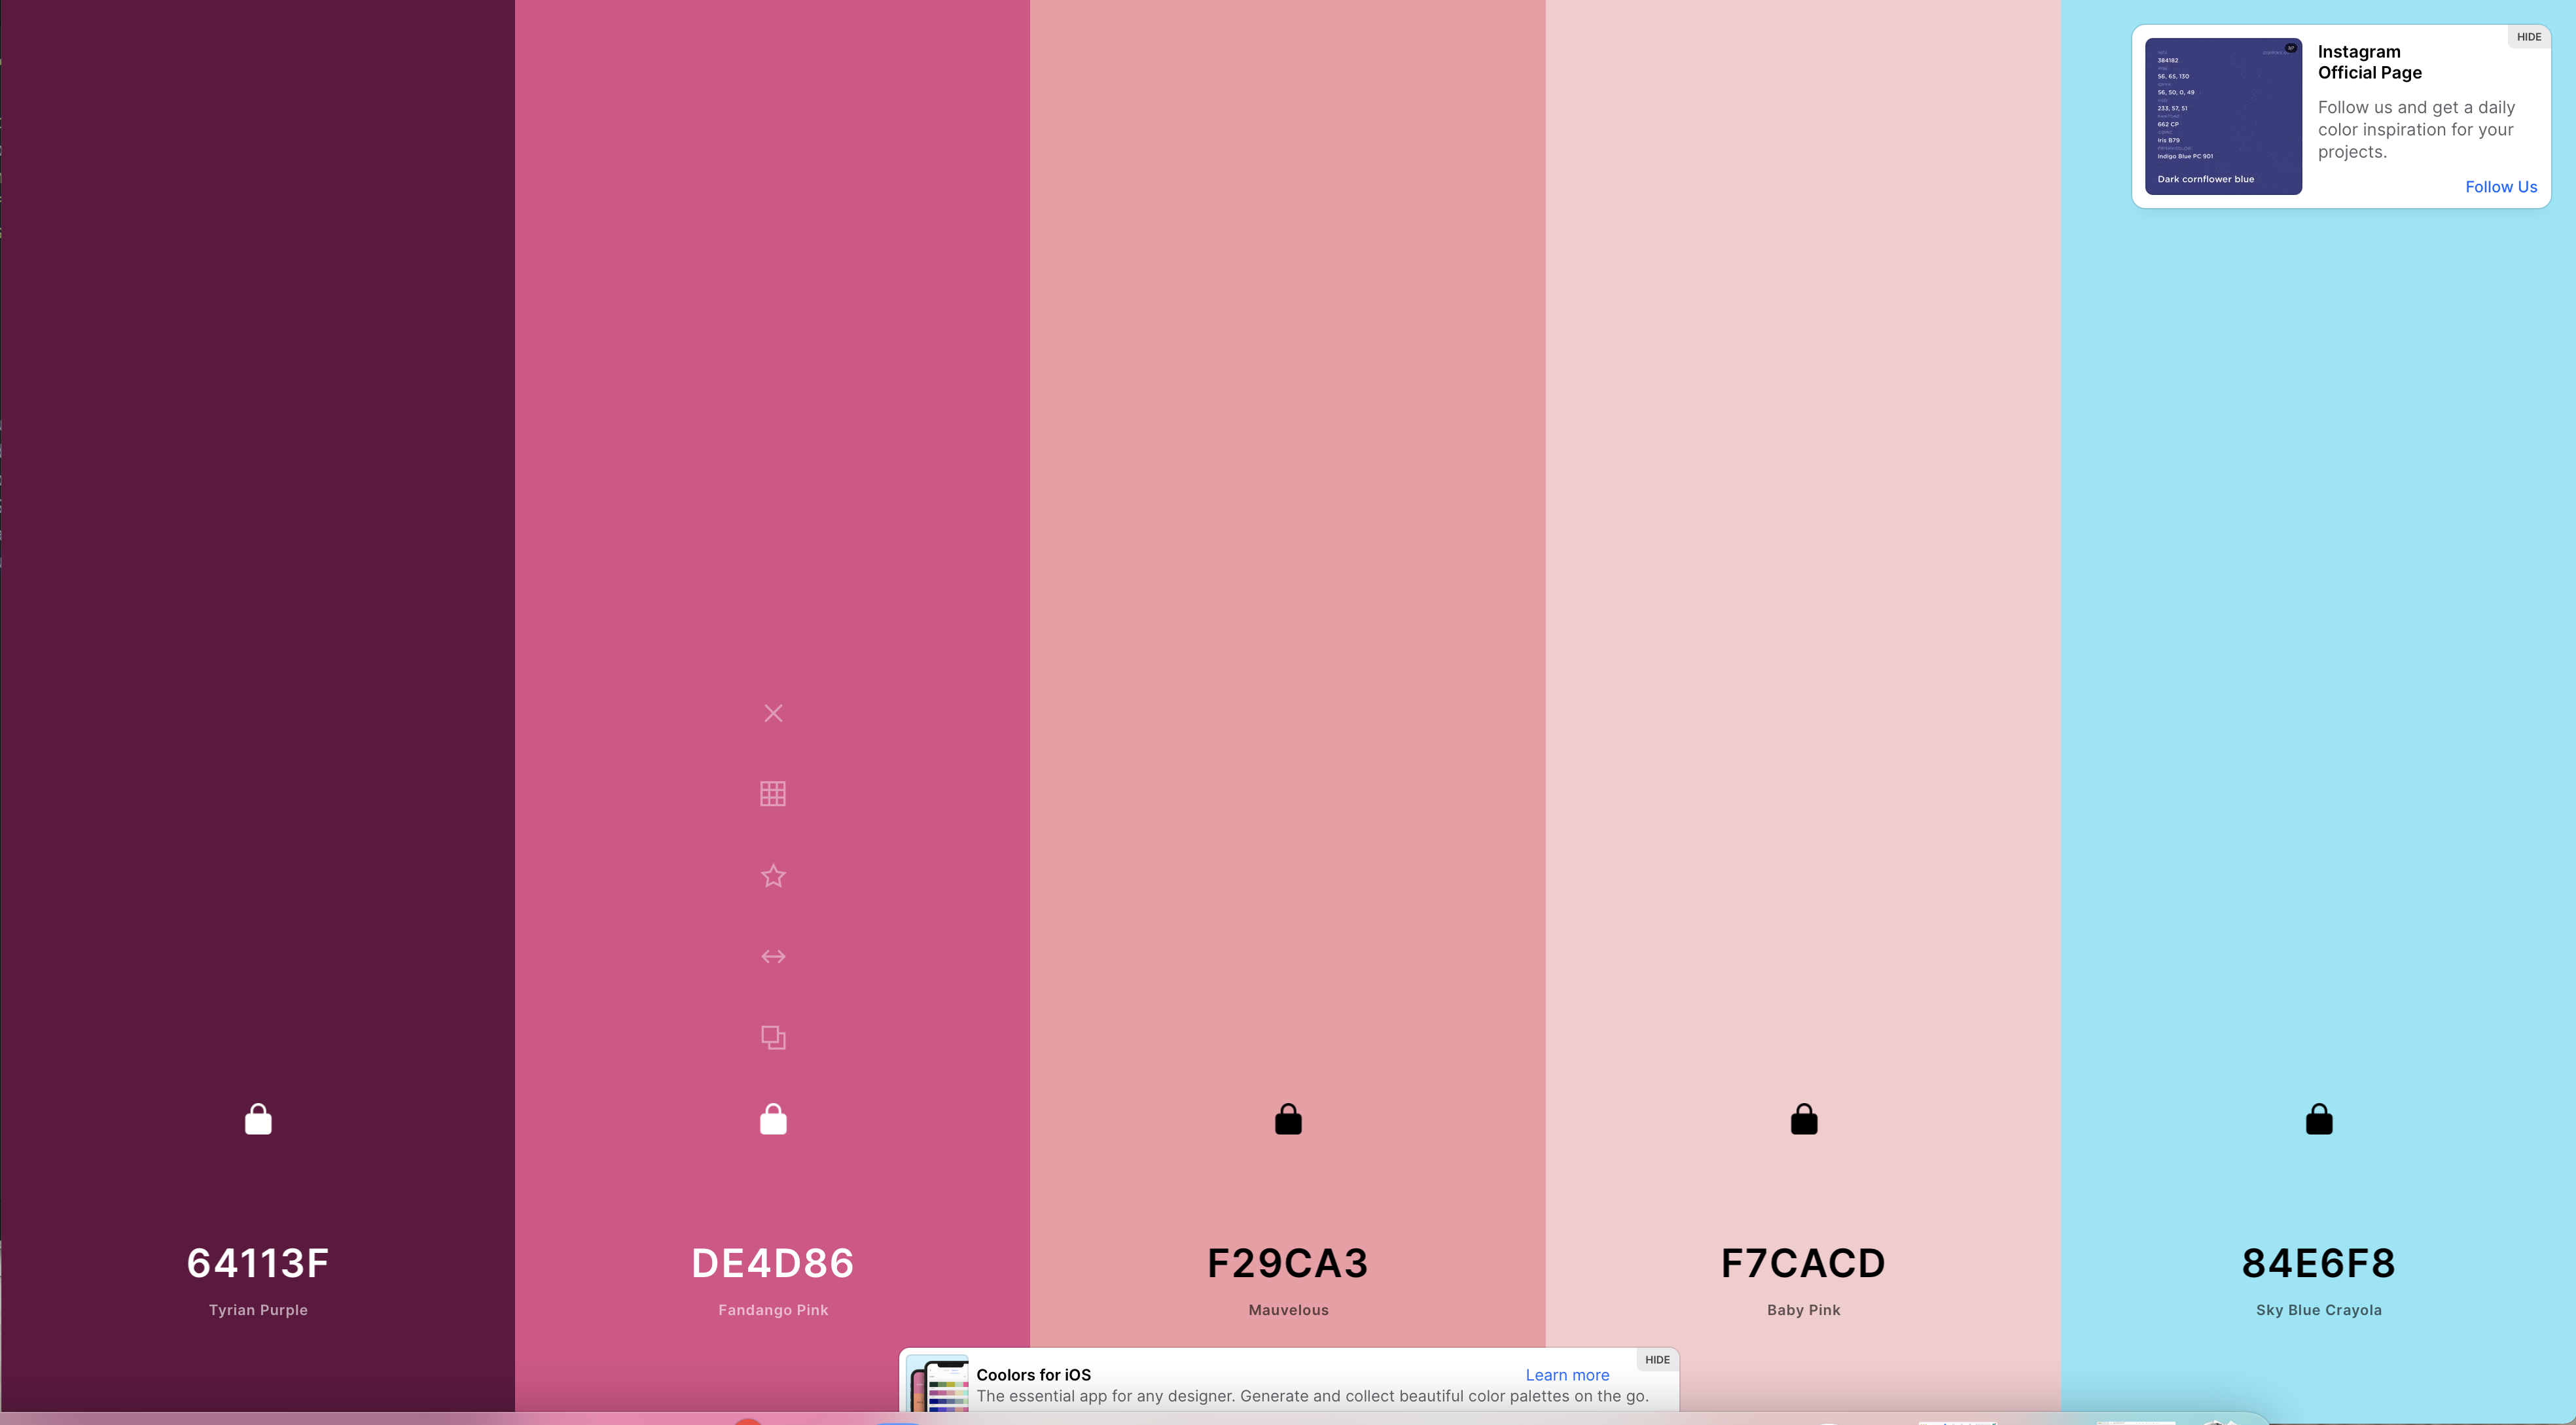 HIDE
Instagram
Official Page
Follow us and get a daily
color inspiration for your
projects.
Follow Us
384182
56, 65, 130
56, 50, 0, 49
233, 57, 51
662 CP
Iris B79
Indigo Blue PC 901
Dark cornflower blue
64113F
Tyrian Purple
DE4D86
Fandango Pink
F29CA3
Mauvelous
F7CACD
Baby Pink
84E6F8
Sky Blue Crayola
HIDE
Coolors for iOS
Learn more
The essential app for any designer. Generate and collect beautiful color palettes on the go.